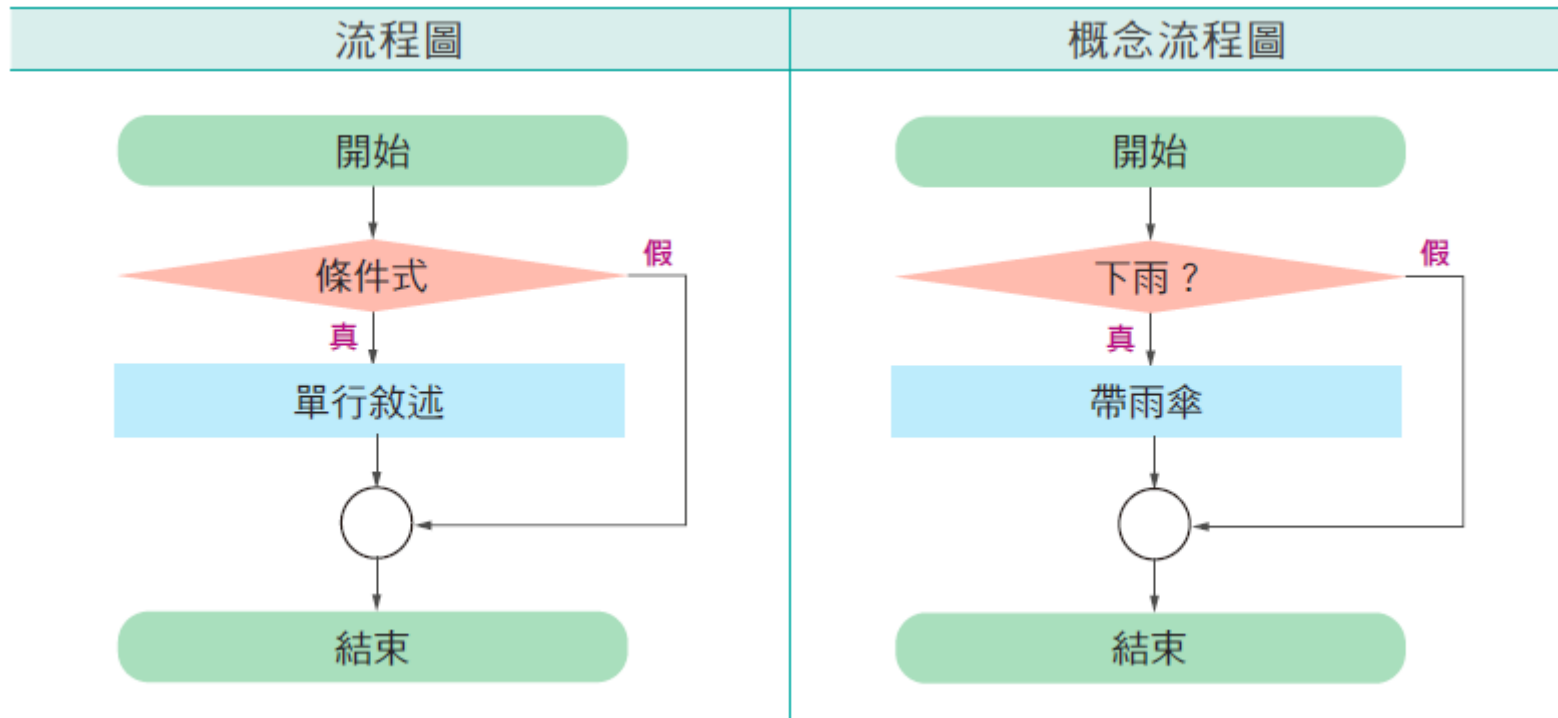 流程圖
開始
條件式
假
真
單行敘述
結束
概念流程圖
開始
下雨？
假
真
帶雨傘
結束